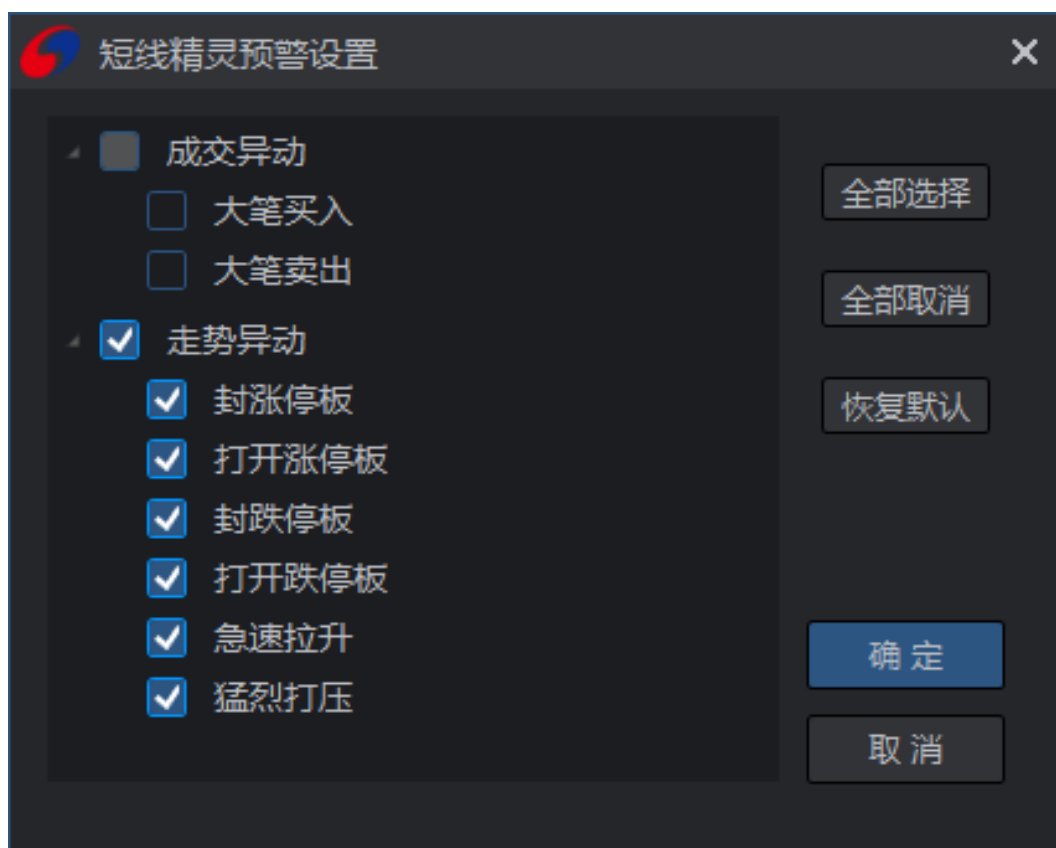 短线精灵预警设置
成交异动
大笔买入
大笔卖出
走势异动
封涨停板
打开涨停板
封跌停板
打开跌停板
急速拉升
猛烈打压
全部选择
全部取消
恢复默认
确定
取消